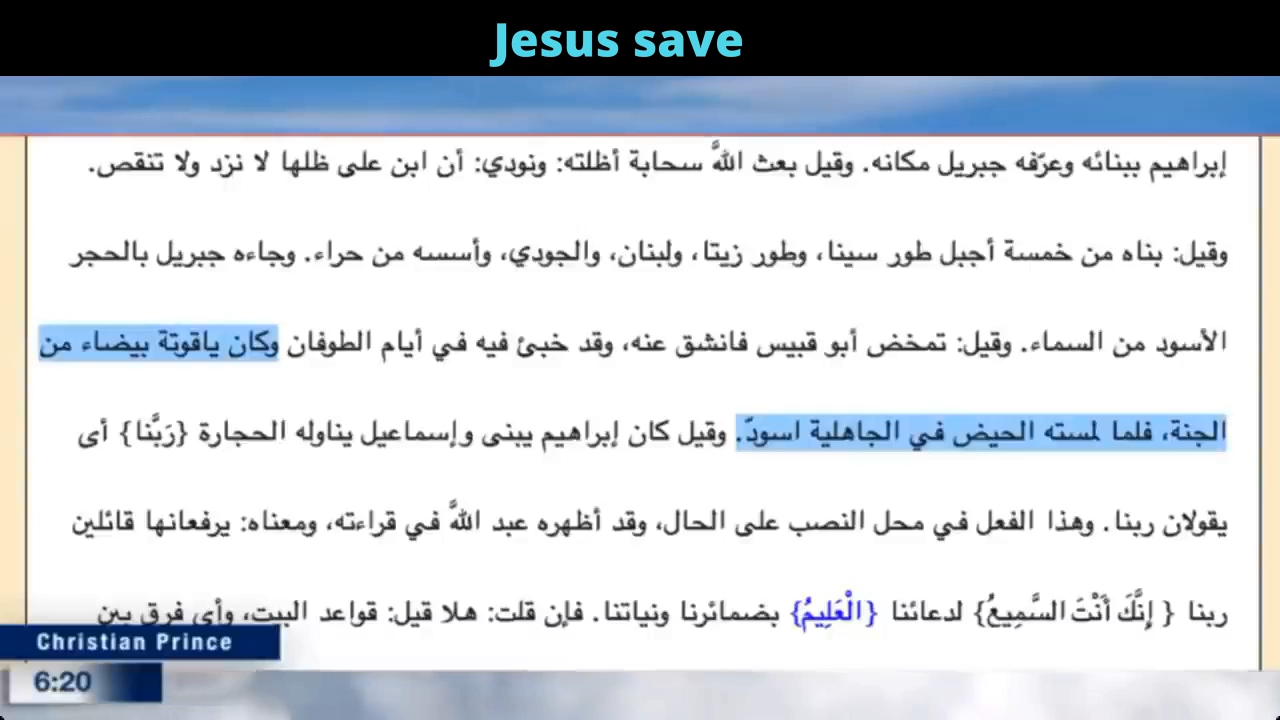 Jesus save
إبراهيم ببنائه وعرّفه جبريل مكانه. وقيل بعث اللهَّ سحابة أظلته: ونودي: أن ابن على ظلها لا نزد ولا تنقص.
وقيل: بناه من خمسة أجبل طور سينا، وطور زيتا، ولبنان، والجودي، وأسسه من حراء. وجاءه جبريل بالحجر
الأسود من السماء. وقيل: تمخض أبو قبيس فانشق عنه، وقد خبئ فيه في أيام الطوفان وكان ياقوتة بيضاء من
الجنة، فلما لمسته الحيض في الجاهلية اسودّ. وقيل كان إبراهيم يبنى وإسماعيل يناوله الحجارة {رَبَّنا} أى
يقولان ربنا. وهذا الفعل في محل النصب على الحال، وقد أظهره عبد اللهَّ في قراءته، ومعناه: يرفعانها قائلين
ربنا { إِنَّكَ أَنْتَ السَّمِيعُ} لدعائنا {الْعَلِيمُ} بضمائرنا ونياتنا. فإن قلت: هلا قيل: قواعد البيت، وأى فرق بين
Christian Prince
6:20